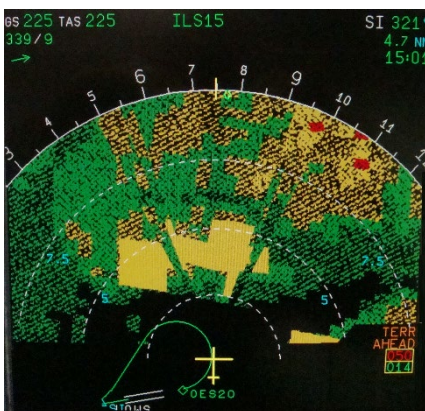 GS 225 TAS 225
ILS15
SI 321°
339/9
4.7 NM
15:01
3 4 5 6 7 8 9 10 11
7.5 7.5
5 5
TERR
AHEAD
050
014
OES20